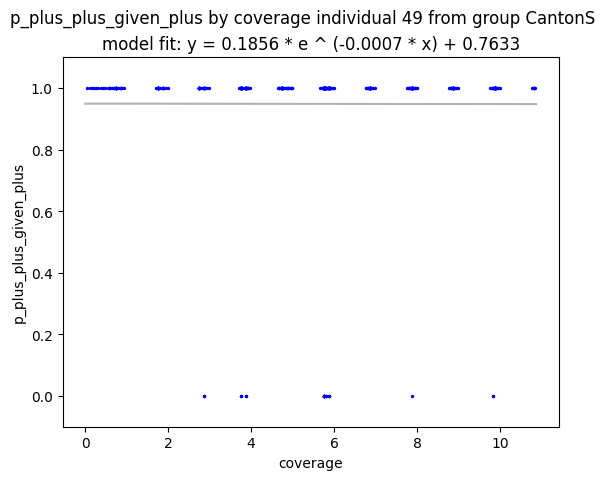 p_plus_plus_given_plus by coverage individual 49 from group CantonS
model fit: y = 0.1856 * e ^ (-0.0007 * x) + 0.7633
1.0
0.8
0.6
0.4
0.2
0.0
p_plus_plus_given_plus
0 2 4 6 8 10
coverage